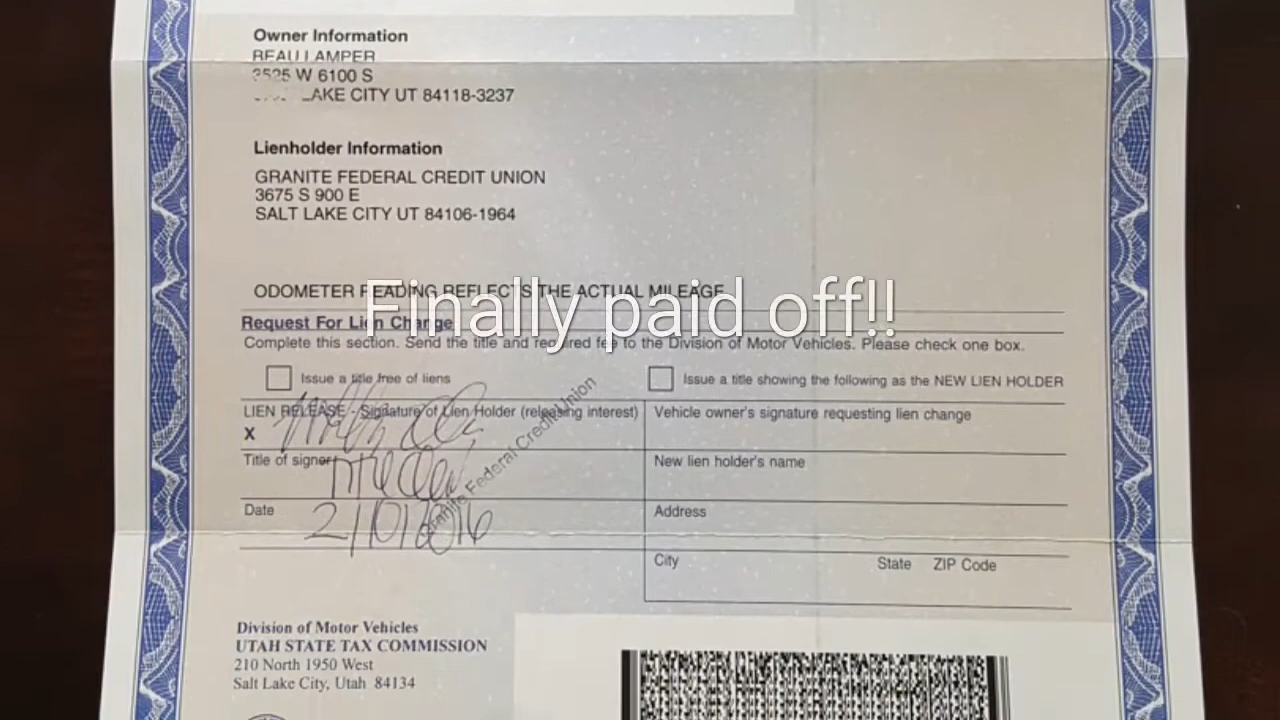 Owner Information
BEAU LAMPER
3525 W 6100 S
LAKE CITY UT 84118-3237
Lienholder Information
GRANITE FEDERAL CREDIT UNION
3675 S 900 E
SALT LAKE CITY UT 84106-1964
ODOMETER READING REFLECTS THE ACTUAL MILEAGE
Finally paid off!!
Request For Lien Change
Complete this section. Send the title and required fee to the Division of Motor Vehicles. Please check one box.
Issue a title free of liens
Issue a title showing the following as the NEW LIEN HOLDER
LIEN RELEASE - Signature of Lien Holder (releasing interest)
X
Vehicle owner's signature requesting lien change
Granite Federal Credit Union
Title of signer
Title Clerk
New lien holder's name
Date
2/10/2016
Address
City State ZIP Code
Division of Motor Vehicles
UTAH STATE TAX COMMISSION
210 North 1950 West
Salt Lake City, Utah 84134